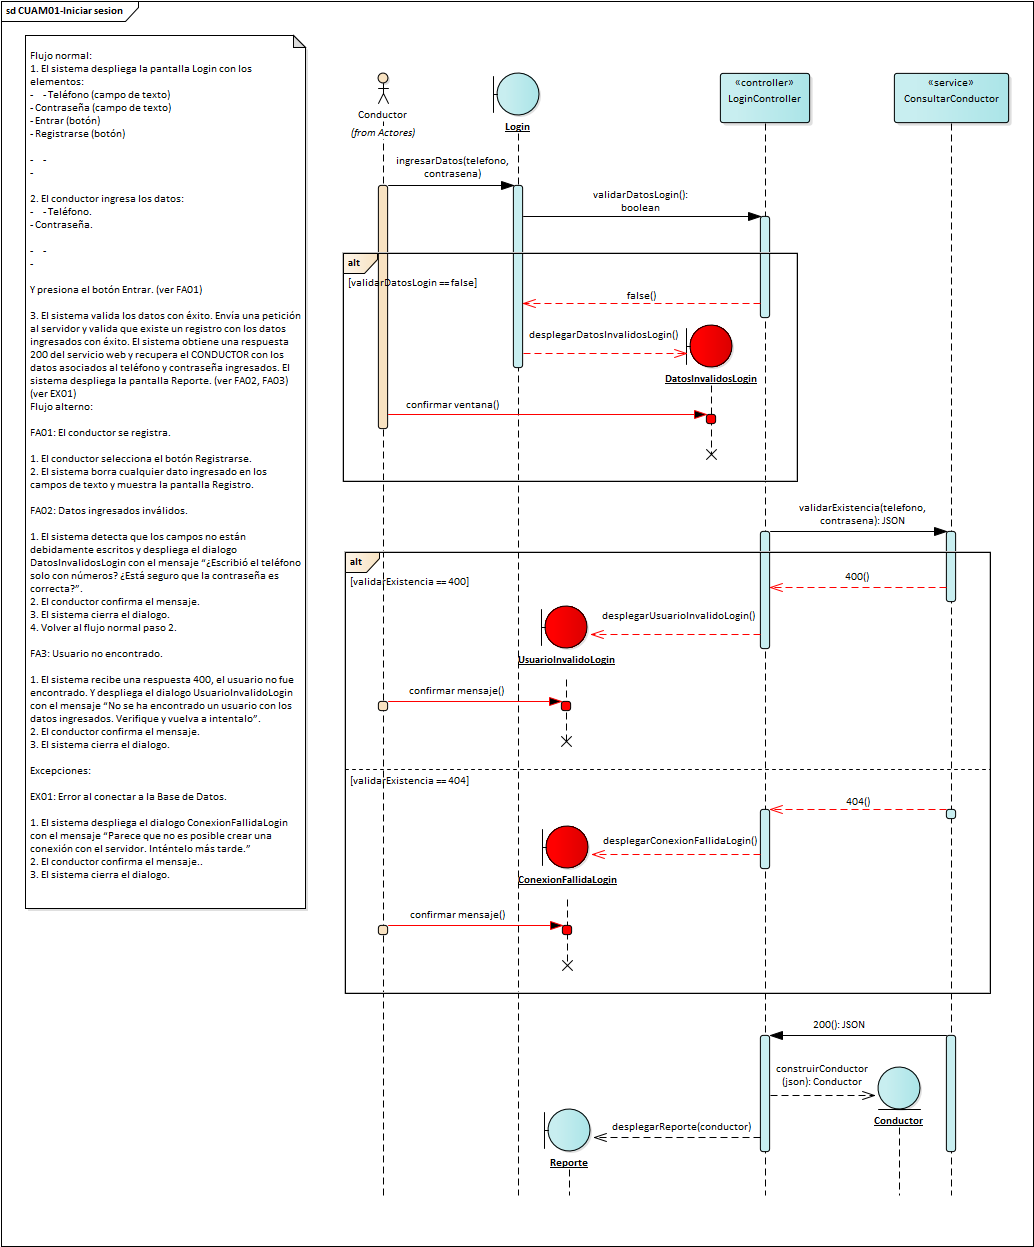 sd CUAM01-Iniciar sesion
Flujo normal:
1. El sistema despliega la pantalla Login con los
elementos:
-    - Teléfono (campo de texto)
- Contraseña (campo de texto)
- Entrar (botón)
- Registrarse (botón)
-    -
-
2. El conductor ingresa los datos:
-    - Teléfono.
- Contraseña.
-    -
-
Y presiona el botón Entrar. (ver FA01)
3. El sistema valida los datos con éxito. Envía una petición
al servidor y valida que existe un registro con los datos
ingresados con éxito. El sistema obtiene una respuesta
200 del servicio web y recupera el CONDUCTOR con los
datos asociados al teléfono y contraseña ingresados. El
sistema despliega la pantalla Reporte. (ver FA02, FA03)
(ver EX01)
Flujo alterno:
FA01: El conductor se registra.
1. El conductor selecciona el botón Registrarse.
2. El sistema borra cualquier dato ingresado en los
campos de texto y muestra la pantalla Registro.
FA02: Datos ingresados inválidos.
1. El sistema detecta que los campos no están
debidamente escritos y despliega el dialogo
DatosInvalidosLogin con el mensaje “¿Escribió el teléfono
solo con números? ¿Está seguro que la contraseña es
correcta?”.
2. El conductor confirma el mensaje.
3. El sistema cierra el dialogo.
4. Volver al flujo normal paso 2.
FA3: Usuario no encontrado.
1. El sistema recibe una respuesta 400, el usuario no fue
encontrado. Y despliega el dialogo UsuarioInvalidoLogin
con el mensaje “No se ha encontrado un usuario con los
datos ingresados. Verifique y vuelva a intentalo”.
2. El conductor confirma el mensaje.
3. El sistema cierra el dialogo.
Excepciones:
EX01: Error al conectar a la Base de Datos.
1. El sistema despliega el dialogo ConexionFallidaLogin
con el mensaje “Parece que no es posible crear una
conexión con el servidor. Inténtelo más tarde.”
2. El conductor confirma el mensaje..
3. El sistema cierra el dialogo.
Conductor
(from Actores)
Login
«controller»
LoginController
«service»
ConsultarConductor
ingresarDatos(telefono,
contrasena)
validarDatosLogin():
boolean
alt
[validarDatosLogin == false]
false()
desplegarDatosInvalidosLogin()
DatosInvalidosLogin
confirmar ventana()
validarExistencia(telefono,
contrasena): JSON
alt
[validarExistencia == 400]
400()
desplegarUsuarioInvalidoLogin()
UsuarioInvalidoLogin
confirmar mensaje()
[validarExistencia == 404]
404()
desplegarConexionFallidaLogin()
ConexionFallidaLogin
confirmar mensaje()
200(): JSON
construirConductor
(json): Conductor
Conductor
desplegarReporte(conductor)
Reporte